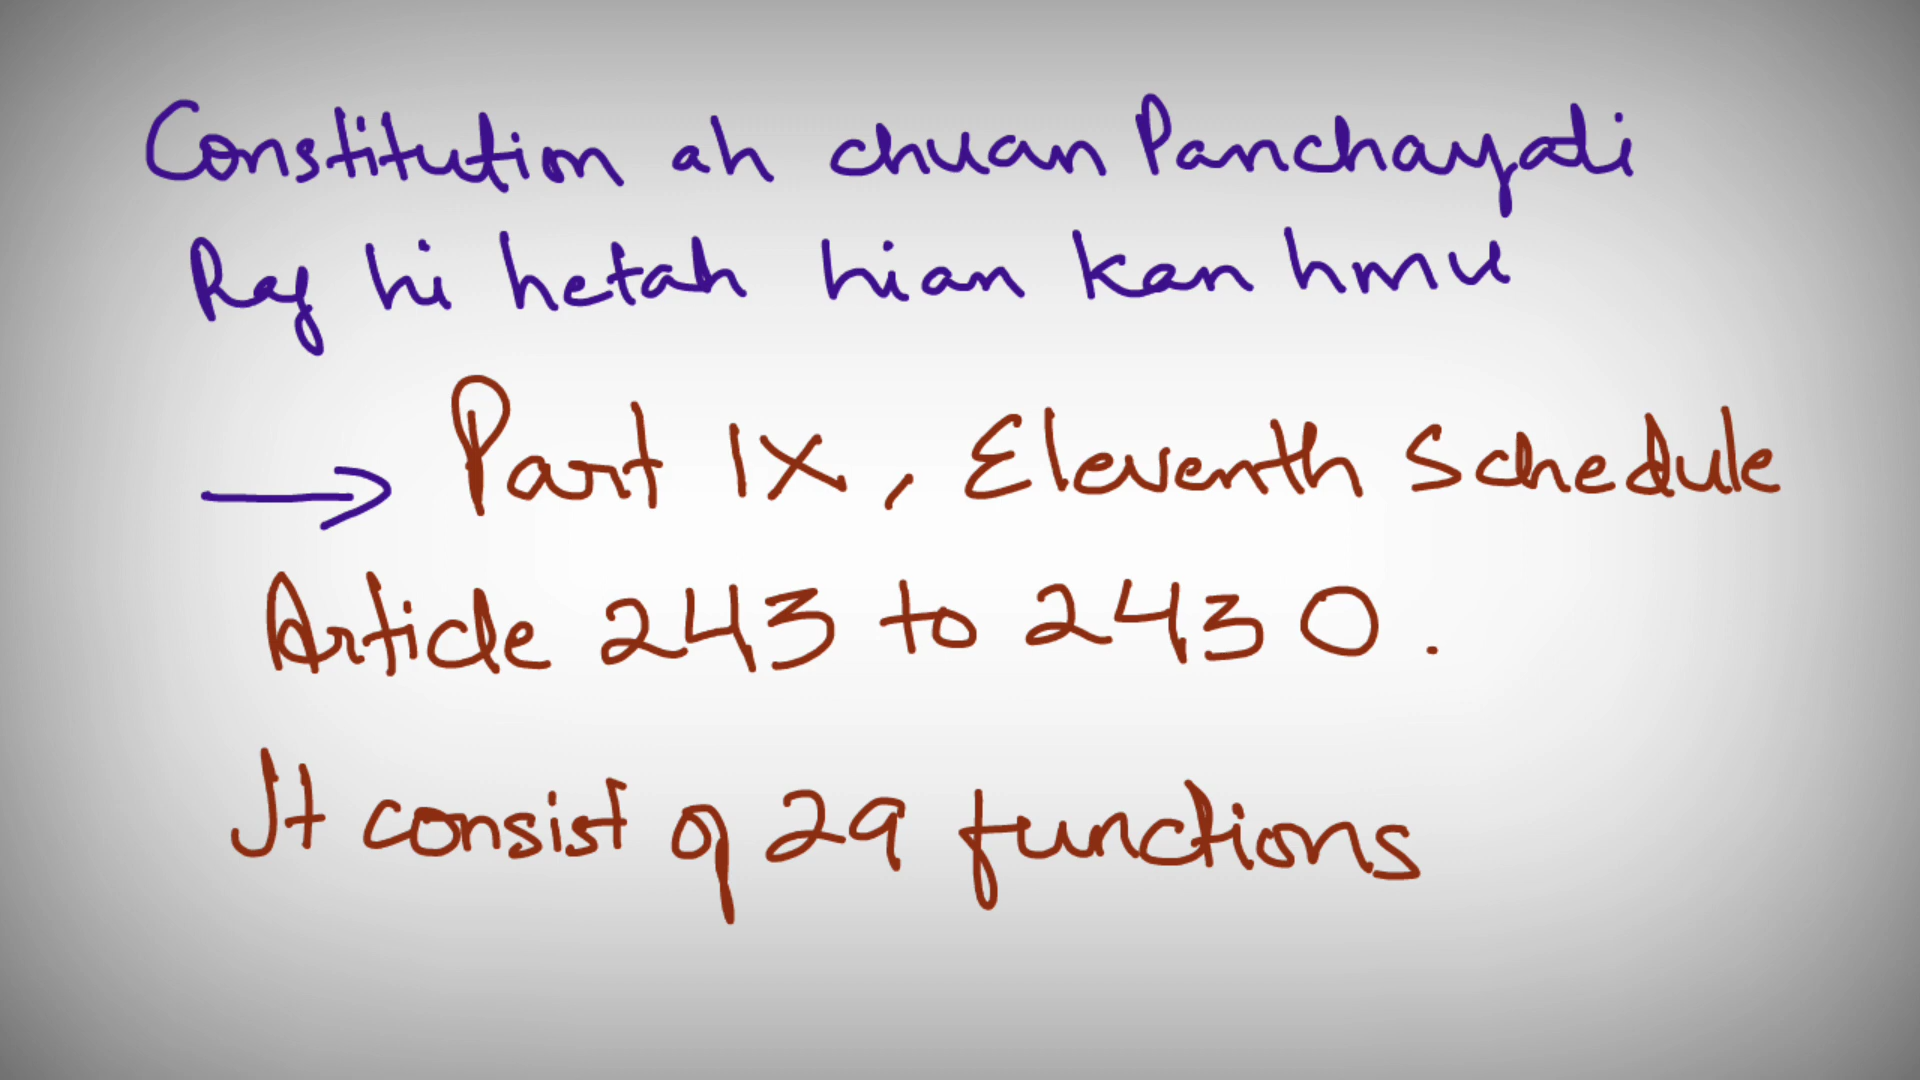 Constitution ah chuan Panchayati
Raj hi hetah hian kan hmu
→ Part IX, Eleventh Schedule
Article 243 to 243 O.
It consist of 29 functions